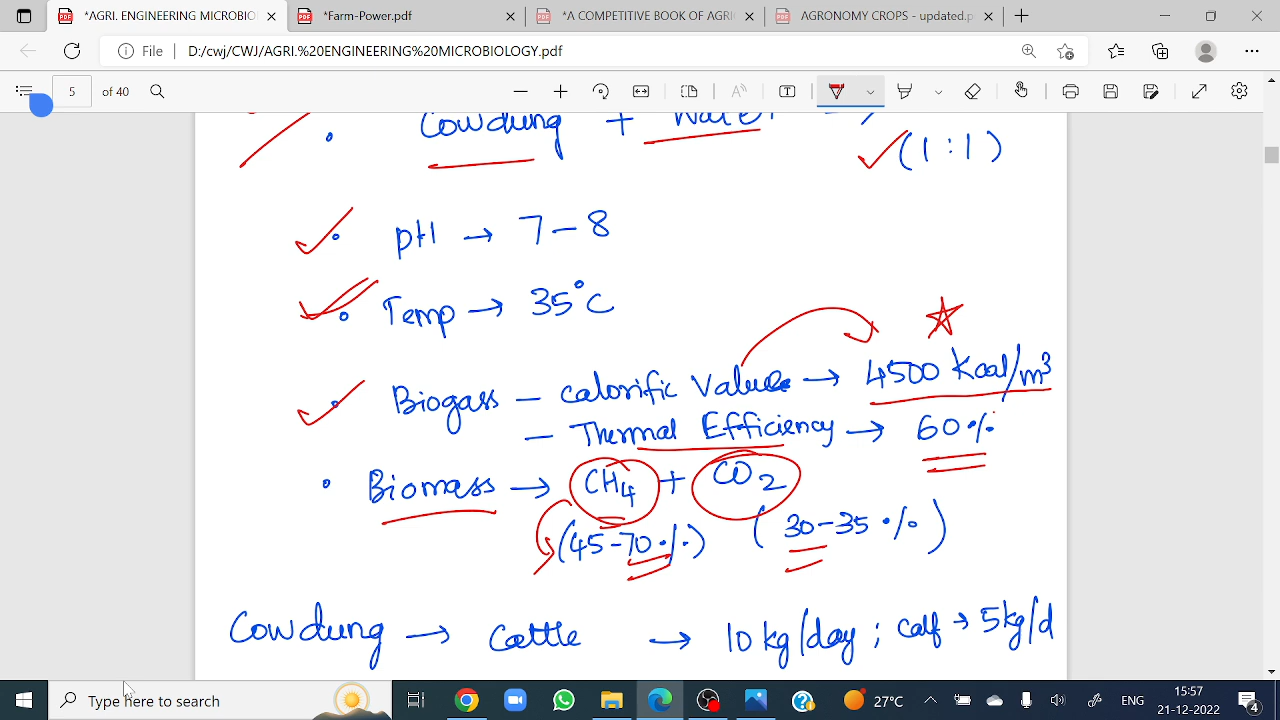 *AGRI. ENGINEERING MICROBIO
*Farm-Power.pdf
*A COMPETITIVE BOOK OF AGRI
AGRONOMY CROPS - updated.p
File D:/cwj/CWJ/AGRI.%20ENGINEERING%20MICROBIOLOGY.pdf
5 of 40
Cowdung + Water → (1:1)
• pH → 7-8
• Temp → 35°C
• Biogass - calorific Value → 4500 Kcal/m³
- Thermal Efficiency → 60%
• Biomass → CH4 + CO2
(45-70%) (30-35%)
Cowdung → Cattle → 10 kg/day ; calf → 5kg/d
Type here to search
27°C
ENG
15:57
21-12-2022
4